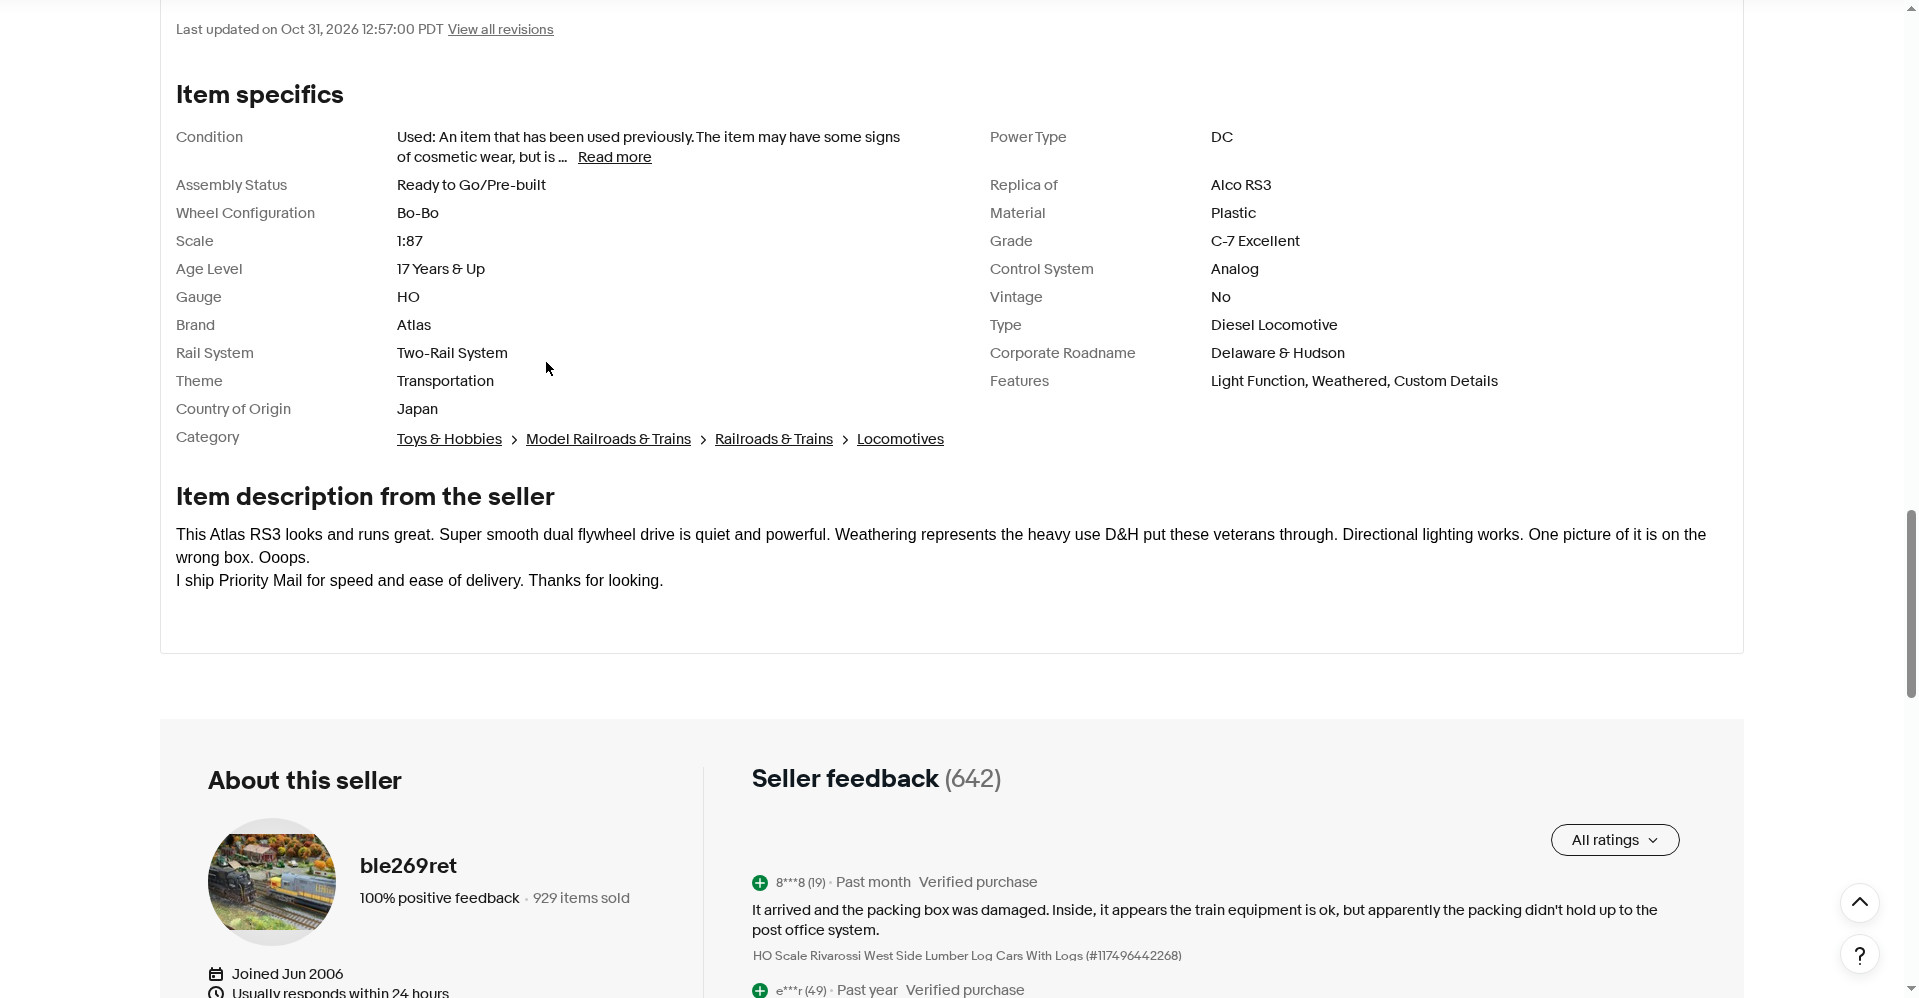 Last updated on Oct 31, 2026 12:57:00 PDT View all revisions
Item specifics
Condition
Used: An item that has been used previously. The item may have some signs
of cosmetic wear, but is ... Read more
Power Type
DC
Assembly Status
Ready to Go/Pre-built
Replica of
Alco RS3
Wheel Configuration
Bo-Bo
Material
Plastic
Scale
1:87
Grade
C-7 Excellent
Age Level
17 Years & Up
Control System
Analog
Gauge
HO
Vintage
No
Brand
Atlas
Type
Diesel Locomotive
Rail System
Two-Rail System
Corporate Roadname
Delaware & Hudson
Theme
Transportation
Features
Light Function, Weathered, Custom Details
Country of Origin
Japan
Category
Toys & Hobbies > Model Railroads & Trains > Railroads & Trains > Locomotives
Item description from the seller
This Atlas RS3 looks and runs great. Super smooth dual flywheel drive is quiet and powerful. Weathering represents the heavy use D&H put these veterans through. Directional lighting works. One picture of it is on the
wrong box. Ooops.
I ship Priority Mail for speed and ease of delivery. Thanks for looking.
About this seller
ble269ret
100% positive feedback · 929 items sold
Joined Jun 2006
Usually responds within 24 hours
Seller feedback (642)
All ratings
8***8 (19) · Past month Verified purchase
It arrived and the packing box was damaged. Inside, it appears the train equipment is ok, but apparently the packing didn't hold up to the
post office system.
HO Scale Rivarossi West Side Lumber Log Cars With Logs (#117496442268)
e***r (49) · Past year Verified purchase
?